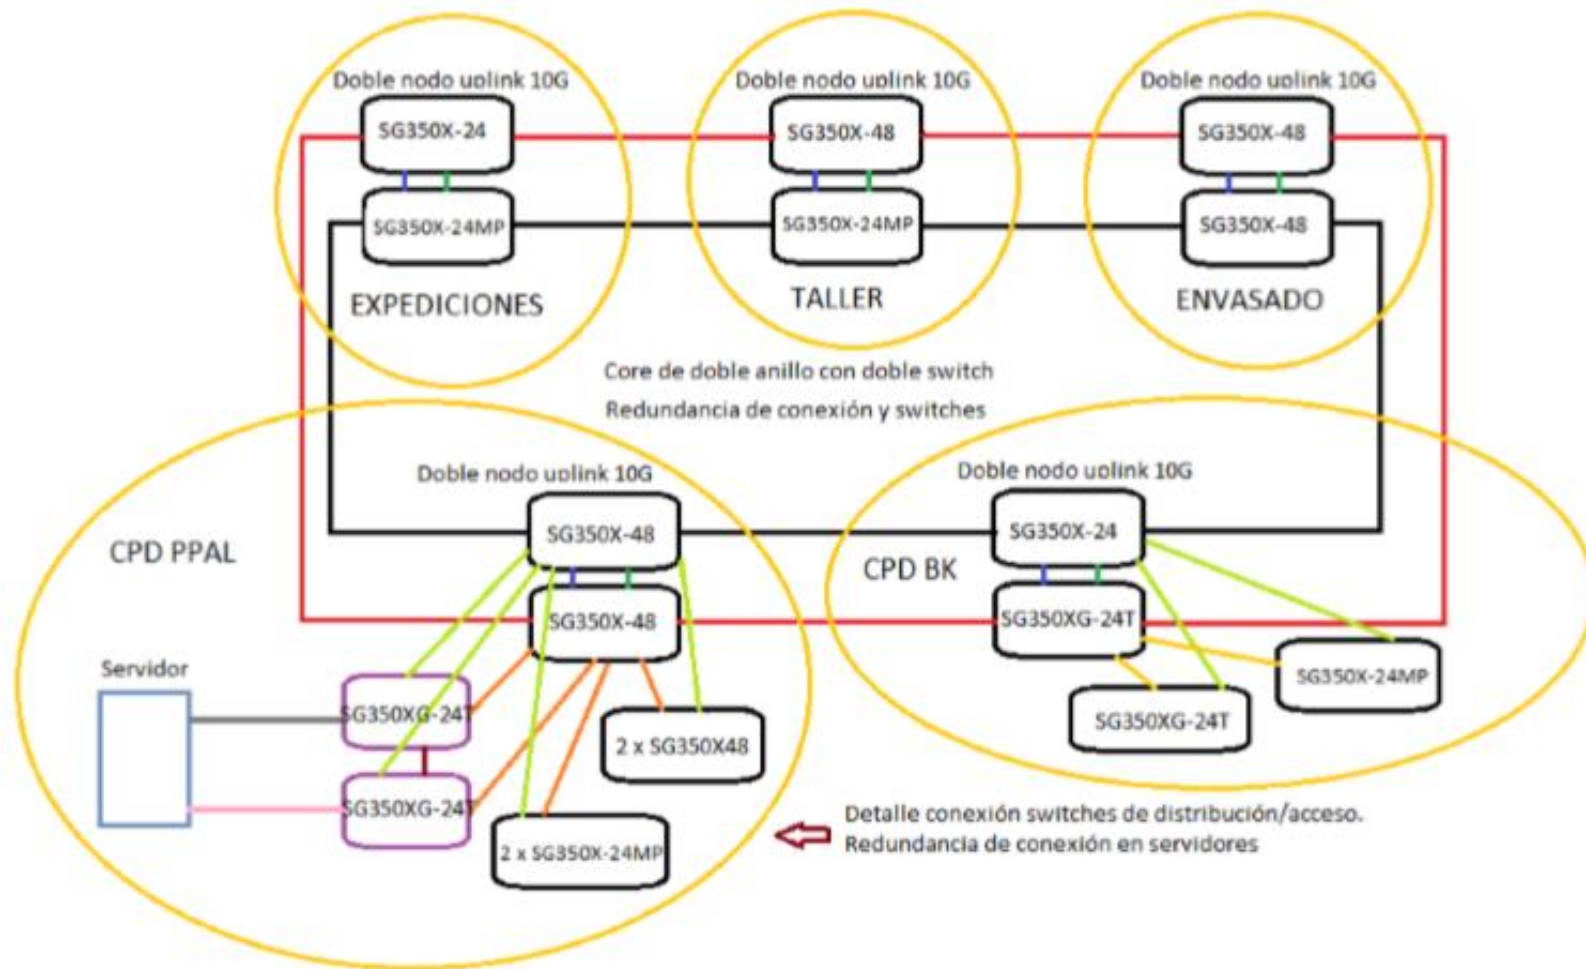 Doble nodo uplink 10G
SG350X-24
SG350X-24MP
EXPEDICIONES
Doble nodo uplink 10G
SG350X-48
SG350X-24MP
TALLER
Doble nodo uplink 10G
SG350X-48
SG350X-48
ENVASADO
Core de doble anillo con doble switch
Redundancia de conexión y switches
CPD PPAL
Doble nodo uplink 10G
SG350X-48
SG350X-48
Servidor
SG350XG-24T
SG350XG-24T
2 x SG350X48
2 x SG350X-24MP
CPD BK
Doble nodo uplink 10G
SG350X-24
SG350XG-24T
SG350X-24MP
SG350XG-24T
Detalle conexión switches de distribución/acceso.
Redundancia de conexión en servidores